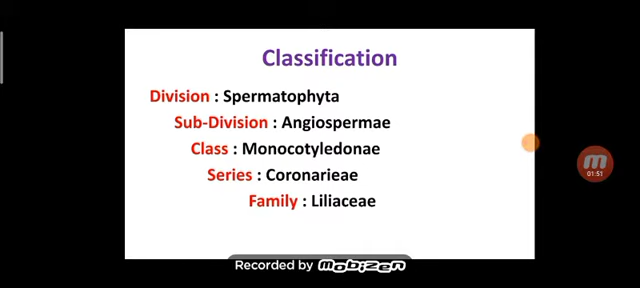 Classification
Division : Spermatophyta
Sub-Division : Angiospermae
Class : Monocotyledonae
Series : Coronarieae
Family : Liliaceae
01:51
Recorded by mobizen